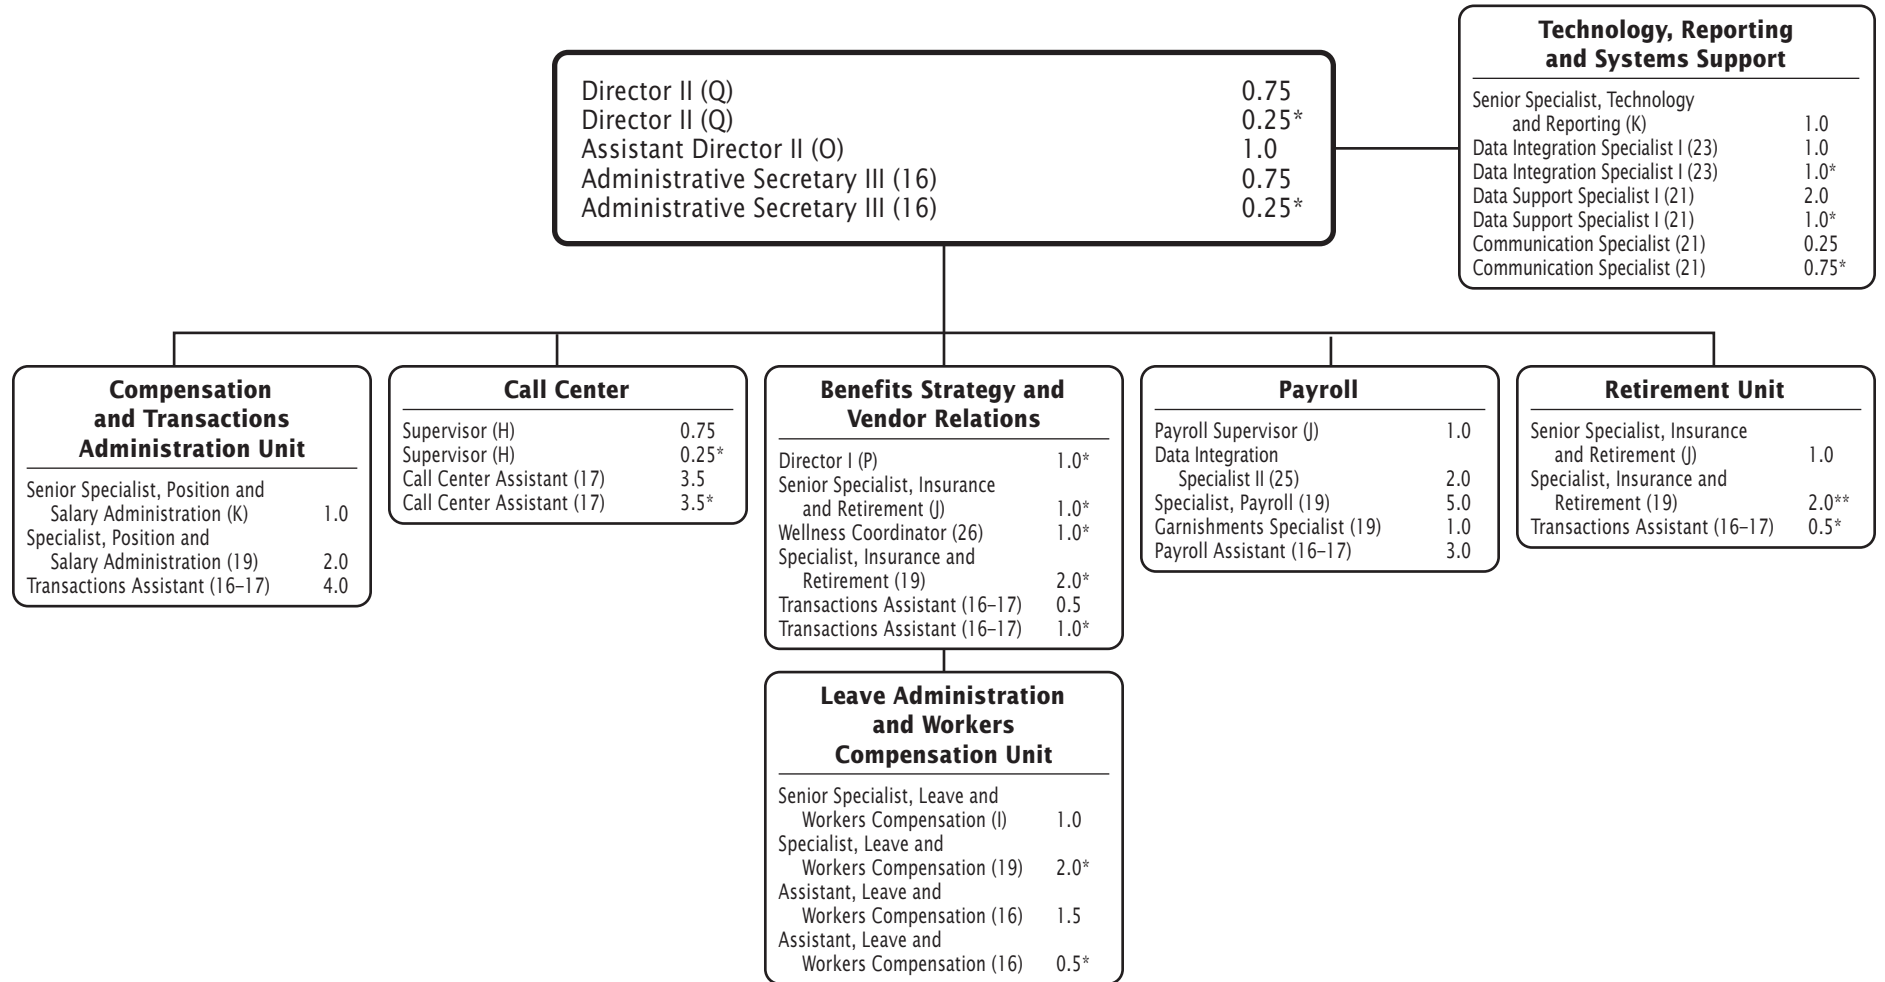 Technology, Reporting
and Systems Support
Senior Specialist, Technology
and Reporting (K) 1.0
Data Integration Specialist I (23) 1.0
Data Integration Specialist I (23) 1.0*
Data Support Specialist I (21) 2.0
Data Support Specialist I (21) 1.0*
Communication Specialist (21) 0.25
Communication Specialist (21) 0.75*
Director II (Q) 0.75
Director II (Q) 0.25*
Assistant Director II (O) 1.0
Administrative Secretary III (16) 0.75
Administrative Secretary III (16) 0.25*
Compensation
and Transactions
Administration Unit
Senior Specialist, Position and
Salary Administration (K) 1.0
Specialist, Position and
Salary Administration (19) 2.0
Transactions Assistant (16–17) 4.0
Call Center
Supervisor (H) 0.75
Supervisor (H) 0.25*
Call Center Assistant (17) 3.5
Call Center Assistant (17) 3.5*
Benefits Strategy and
Vendor Relations
Director I (P) 1.0*
Senior Specialist, Insurance
and Retirement (J) 1.0*
Wellness Coordinator (26) 1.0*
Specialist, Insurance and
Retirement (19) 2.0*
Transactions Assistant (16–17) 0.5
Transactions Assistant (16–17) 1.0*
Payroll
Payroll Supervisor (J) 1.0
Data Integration
Specialist II (25) 2.0
Specialist, Payroll (19) 5.0
Garnishments Specialist (19) 1.0
Payroll Assistant (16–17) 3.0
Retirement Unit
Senior Specialist, Insurance
and Retirement (J) 1.0
Specialist, Insurance and
Retirement (19) 2.0**
Transactions Assistant (16–17) 0.5*
Leave Administration
and Workers
Compensation Unit
Senior Specialist, Leave and
Workers Compensation (I) 1.0
Specialist, Leave and
Workers Compensation (19) 2.0*
Assistant, Leave and
Workers Compensation (16) 1.5
Assistant, Leave and
Workers Compensation (16) 0.5*